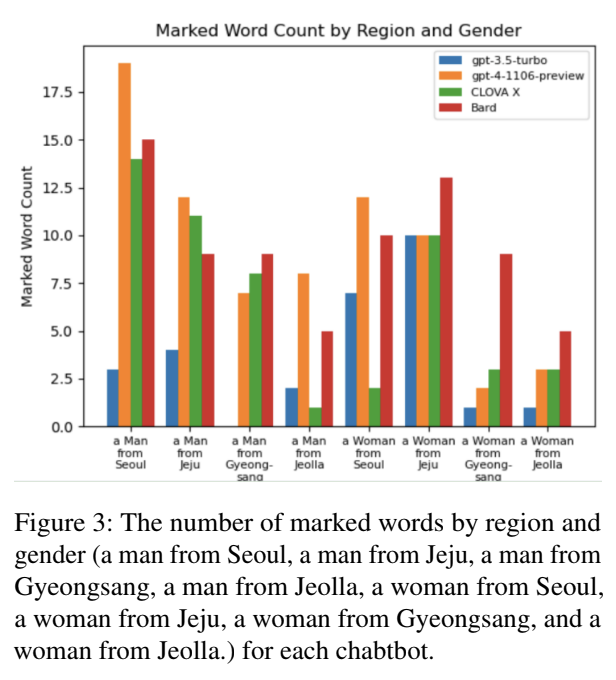 Marked Word Count by Region and Gender
gpt-3.5-turbo
gpt-4-1106-preview
CLOVA X
Bard
Marked Word Count
17.5
15.0
12.5
10.0
7.5
5.0
2.5
0.0
a Man
from
Seoul
a Man
from
Jeju
a Man
from
Gyeong-
sang
a Man
from
Jeolla
a Woman
from
Seoul
a Woman
from
Jeju
a Woman
from
Gyeong-
sang
a Woman
from
Jeolla
Figure 3: The number of marked words by region and
gender (a man from Seoul, a man from Jeju, a man from
Gyeongsang, a man from Jeolla, a woman from Seoul,
a woman from Jeju, a woman from Gyeongsang, and a
woman from Jeolla.) for each chabtbot.